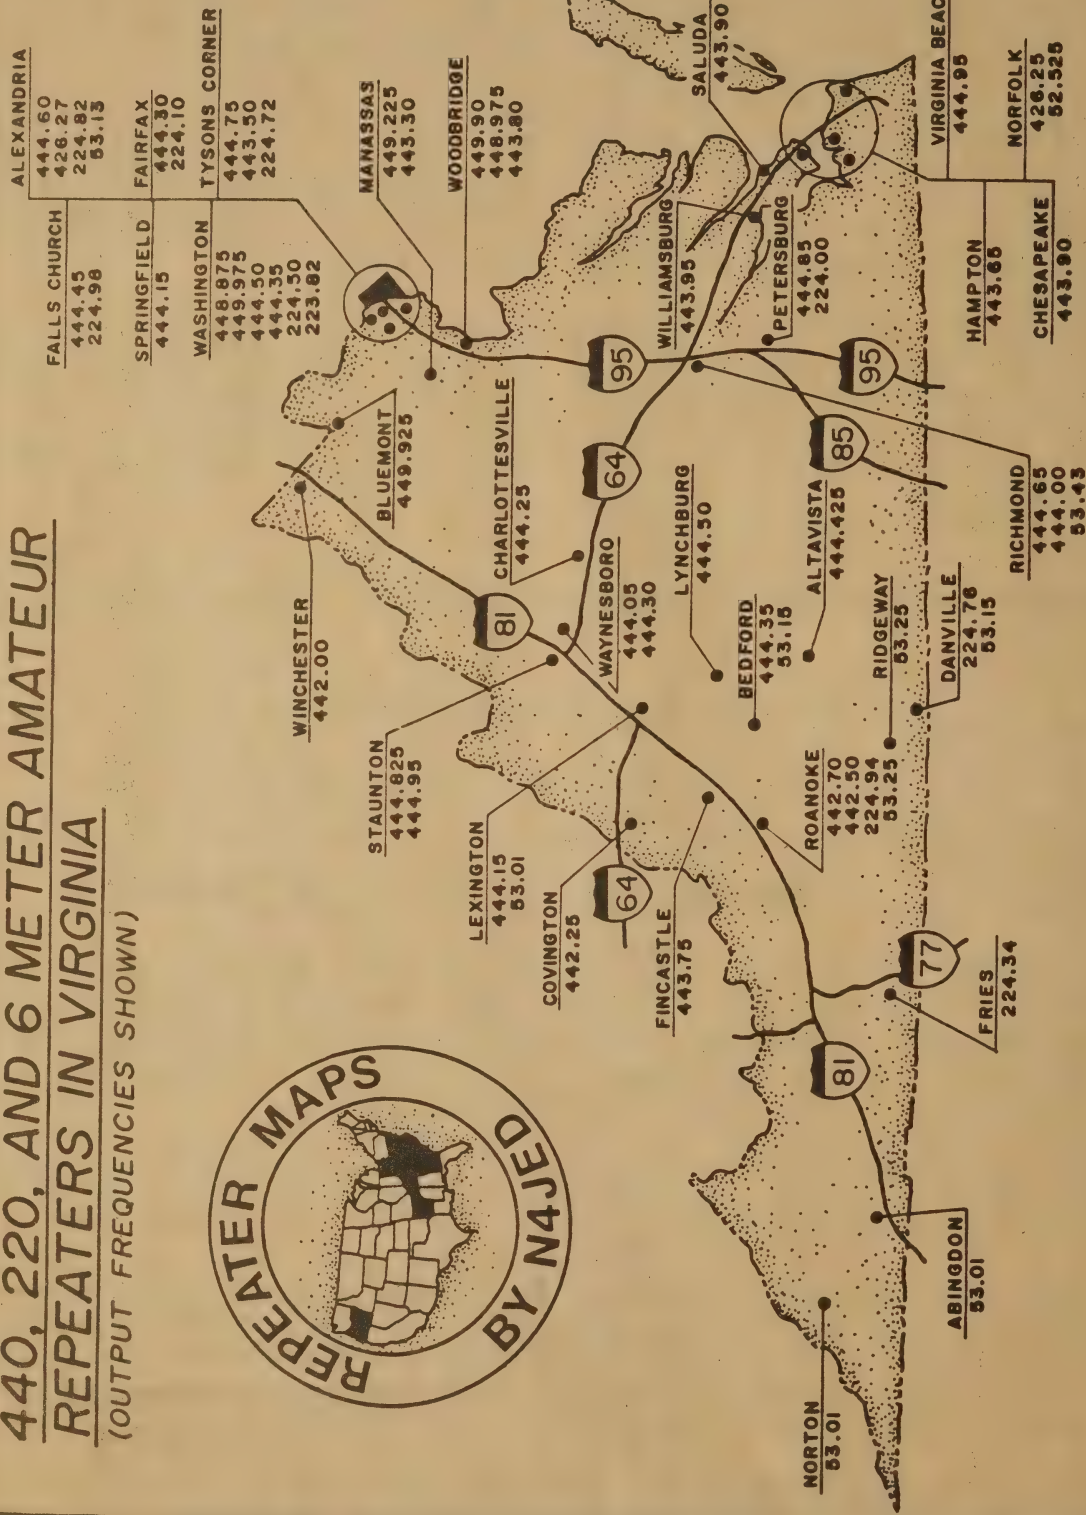 440, 220, AND 6 METER AMATEUR
REPEATERS IN VIRGINIA
(OUTPUT FREQUENCIES SHOWN)
REPEATER MAPS
BY N4JED
ALEXANDRIA
444.60
426.27
224.82
53.13
FALLS CHURCH
444.45
224.98
FAIRFAX
444.30
224.10
SPRINGFIELD
444.15
TYSONS CORNER
444.75
443.50
224.72
WASHINGTON
448.875
449.975
444.50
444.35
224.50
223.82
MANASSAS
449.225
443.30
WOODBRIDGE
449.90
448.975
443.80
WINCHESTER
442.00
BLUEMONT
449.925
STAUNTON
444.825
444.95
81
CHARLOTTESVILLE
444.25
LEXINGTON
444.15
53.01
COVINGTON
442.25
64
WAYNESBORO
444.05
444.30
64
95
FINCASTLE
443.75
LYNCHBURG
444.50
WILLIAMSBURG
443.95
SALUDA
443.90
BEDFORD
444.35
53.15
PETERSBURG
444.85
224.00
ROANOKE
442.70
442.50
224.94
53.25
ALTAVISTA
444.425
85
95
NORTON
53.01
81
RIDGEWAY
53.25
77
DANVILLE
224.78
53.15
VIRGINIA BEAC
444.95
ABINGDON
53.01
FRIES
224.34
RICHMOND
444.65
444.00
53.43
HAMPTON
443.65
NORFOLK
426.25
52.525
CHESAPEAKE
443.90